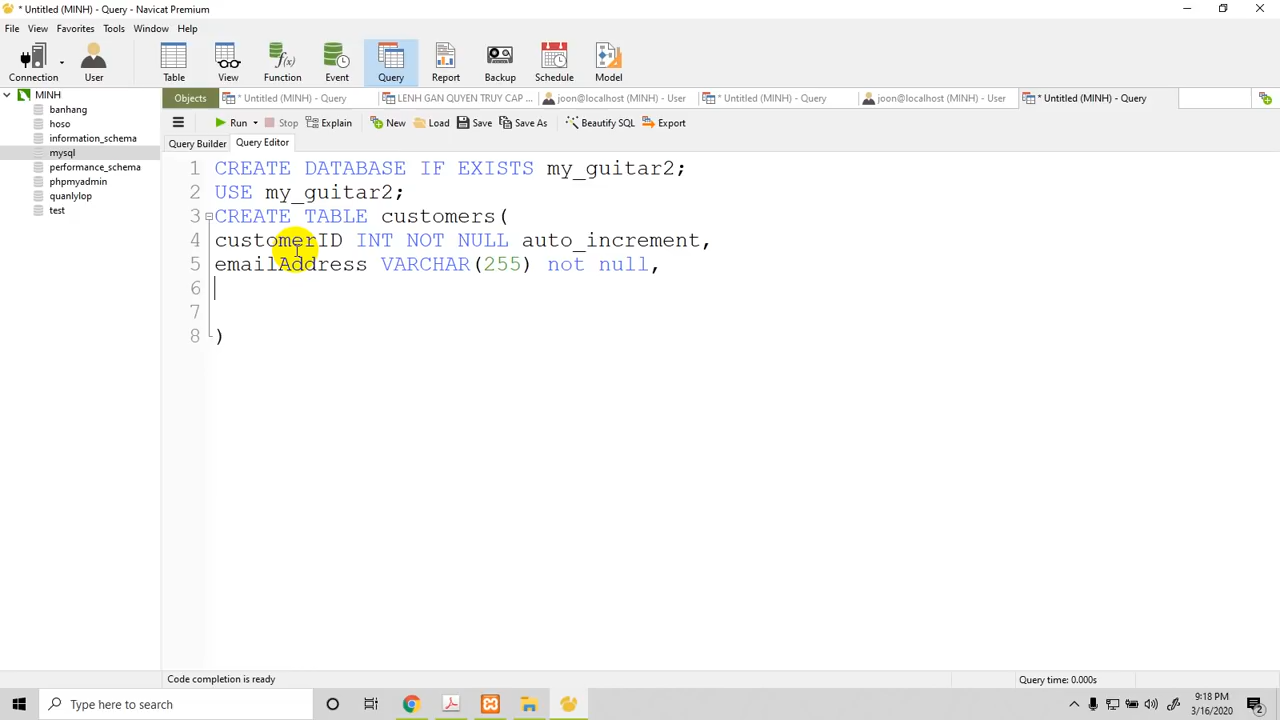 * Untitled (MINH) - Query - Navicat Premium
File View Favorites Tools Window Help
Connection User Table View Function Event Query Report Backup Schedule Model
MINH
banhang
hoso
information_schema
mysql
performance_schema
phpmyadmin
quanlylop
test
Objects * Untitled (MINH) - Query LENH GAN QUYEN TRUY CAP ... joon@localhost (MINH) - User * Untitled (MINH) - Query joon@localhost (MINH) - User * Untitled (MINH) - Query
Run Stop Explain New Load Save Save As Beautify SQL Export
Query Builder Query Editor
1 CREATE DATABASE IF EXISTS my_guitar2;
2 USE my_guitar2;
3 CREATE TABLE customers(
4 customerID INT NOT NULL auto_increment,
5 emailAddress VARCHAR(255) not null,
6
7
8 )
Code completion is ready Query time: 0.000s
Type here to search
9:18 PM
3/16/2020
2